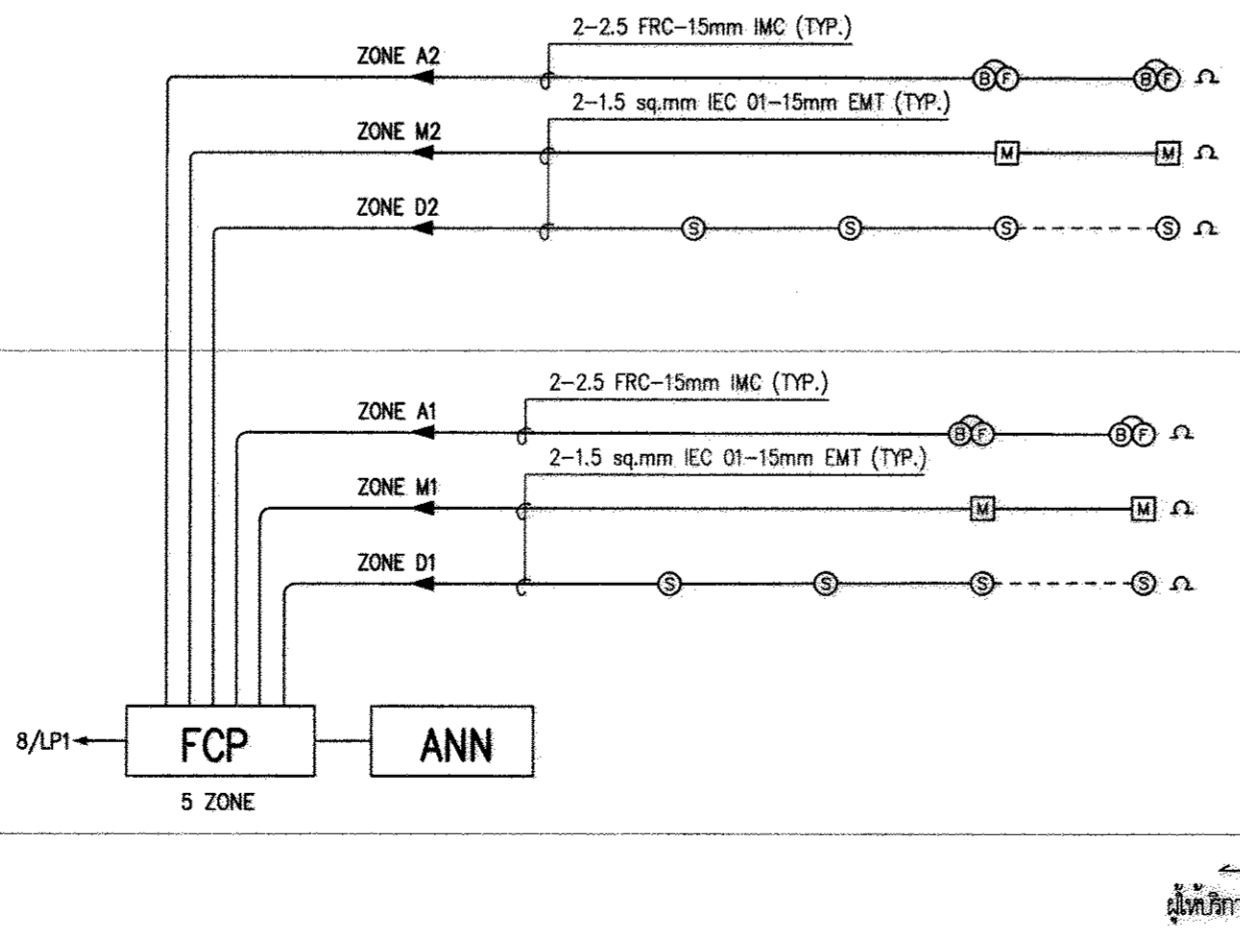 2-2.5 FRC-15mm IMC (TYP.)
ZONE A2
B F B F Ω
2-1.5 sq.mm IEC 01-15mm EMT (TYP.)
ZONE M2
M M Ω
ZONE D2
S S S S Ω
2-2.5 FRC-15mm IMC (TYP.)
ZONE A1
B F B F Ω
2-1.5 sq.mm IEC 01-15mm EMT (TYP.)
ZONE M1
M M Ω
ZONE D1
S S S S Ω
8/LP1 FCP ANN
5 ZONE